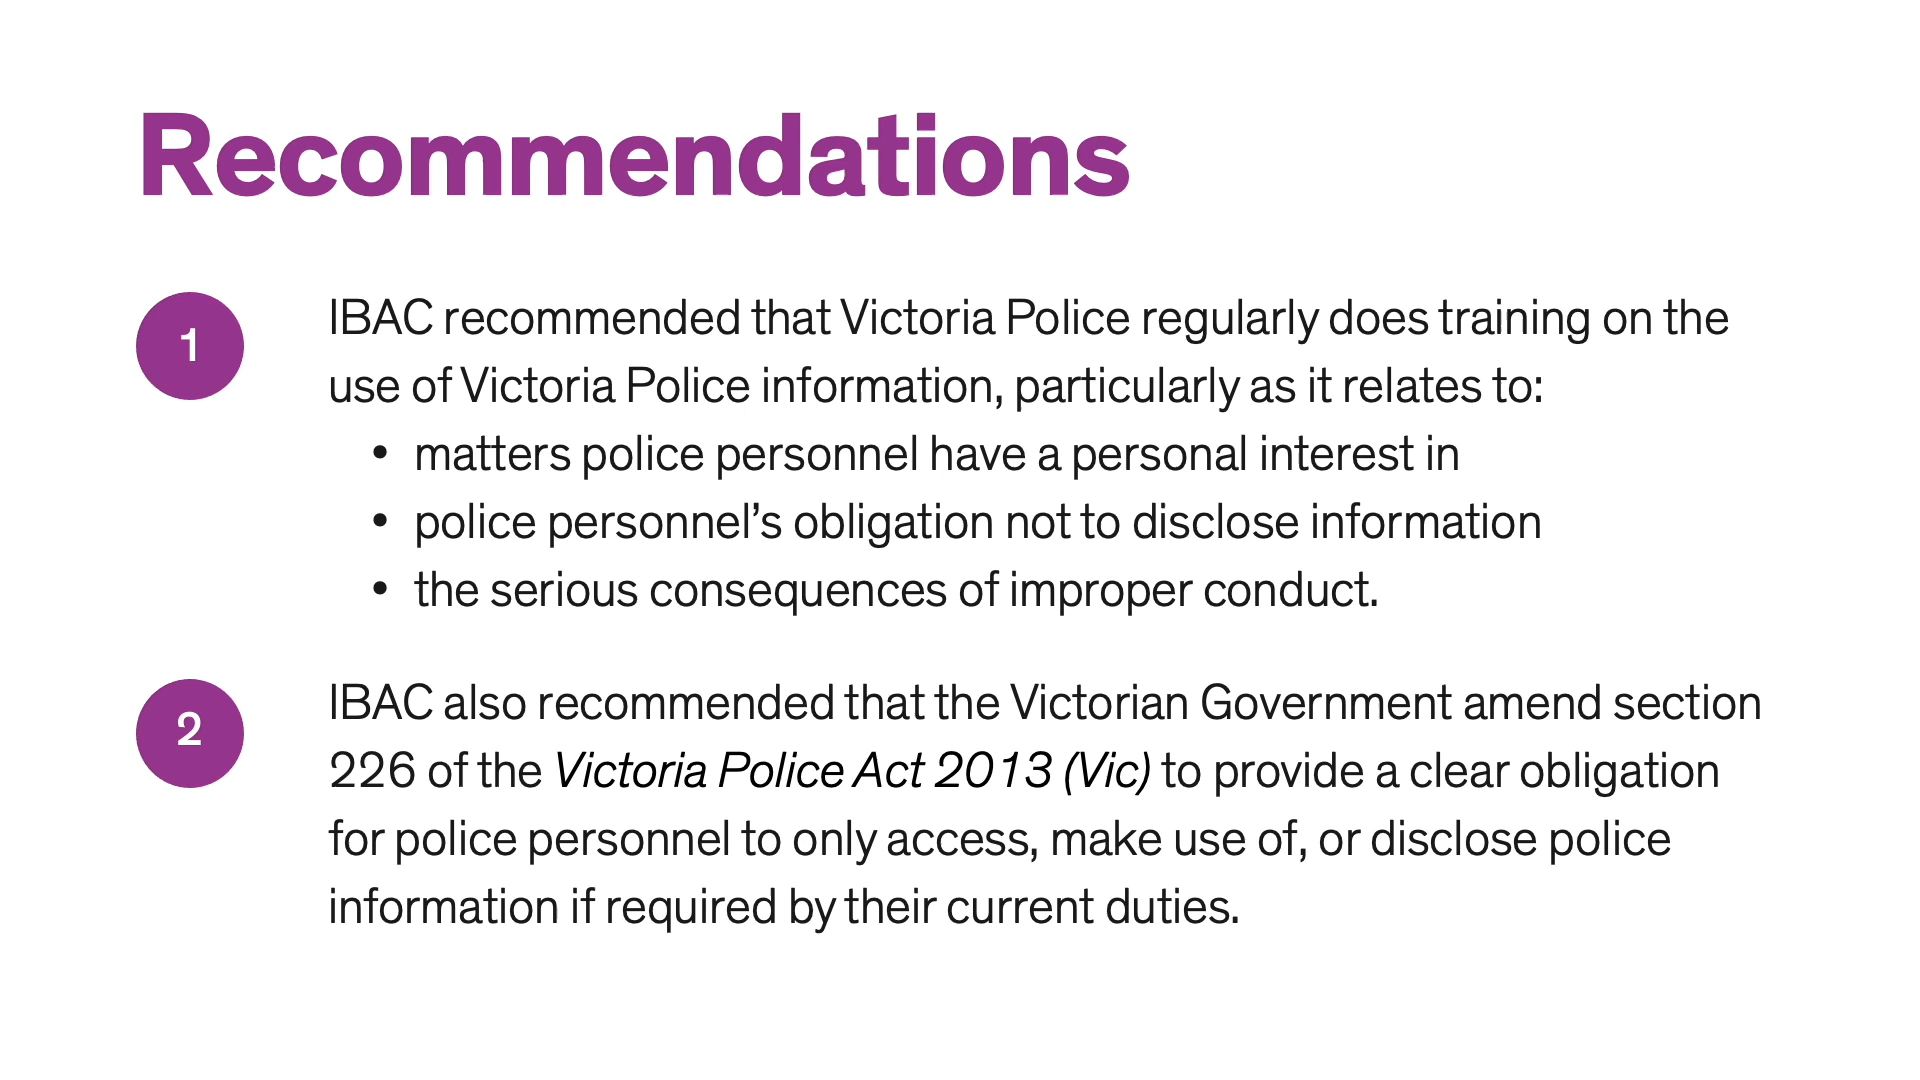 Recommendations
1
IBAC recommended that Victoria Police regularly does training on the
use of Victoria Police information, particularly as it relates to:
• matters police personnel have a personal interest in
• police personnel’s obligation not to disclose information
• the serious consequences of improper conduct.
2
IBAC also recommended that the Victorian Government amend section
226 of the Victoria Police Act 2013 (Vic) to provide a clear obligation
for police personnel to only access, make use of, or disclose police
information if required by their current duties.